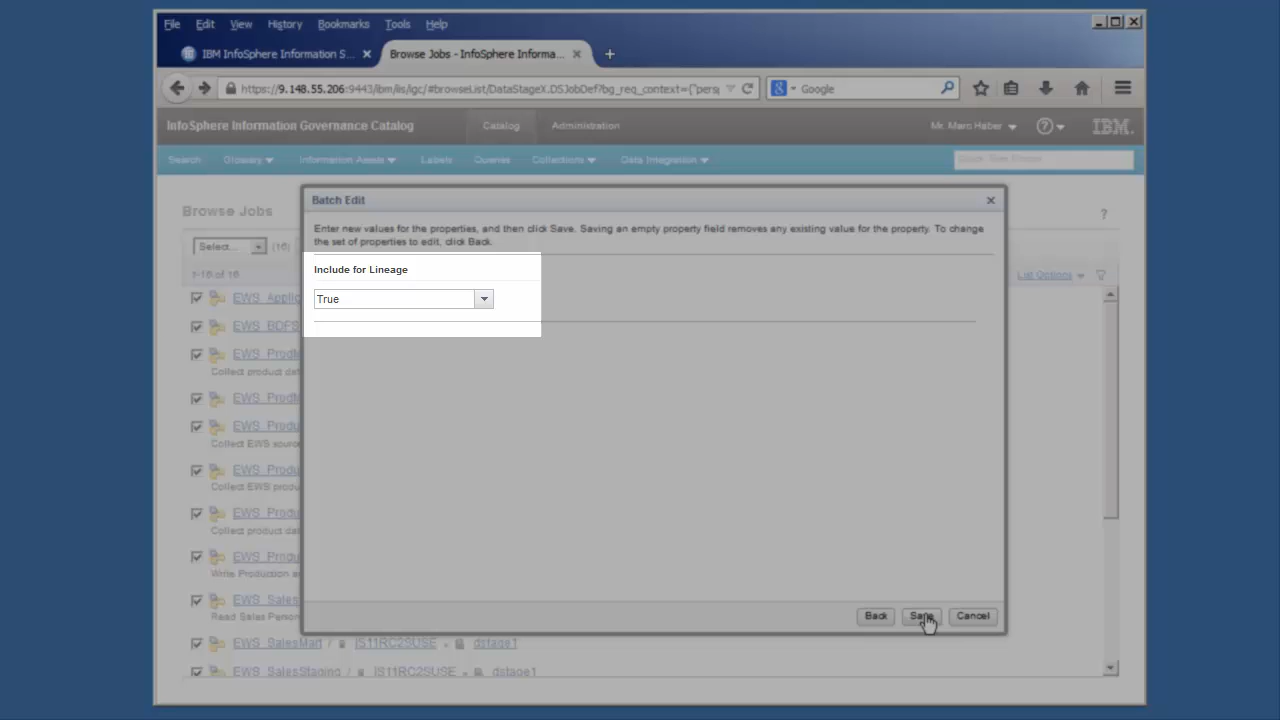 File Edit View History Bookmarks Tools Help
IBM InfoSphere Information S... Browse Jobs - InfoSphere Informa...
https://9.148.55.206:9443/ibm/iis/igc/#browseList/DataStageX.DSJobDef?bg_req_context={"pers Google
InfoSphere Information Governance Catalog Catalog Administration Mr. Marc Haber IBM.
Search Glossary Information Assets Labels Queries Collections Data Integration
Browse Jobs ?
Select... (16)
1-16 of 16 List Options
Batch Edit
Enter new values for the properties, and then click Save. Saving an empty property field removes any existing value for the property. To change
the set of properties to edit, click Back.
Include for Lineage
True
EWS_Applic
EWS_BDFS
Collect product dat
EWS_Produ
Collect EWS sourc
EWS_Produ
Collect EWS produ
EWS_Produ
Collect product dat
EWS_Produ
Write Production a
EWS_Sales
Read Sales Person
Back Save Cancel
EWS_SalesMart / IS11RC2SUSE dstage1
EWS_SalesStaging / IS11RC2SUSE dstage1